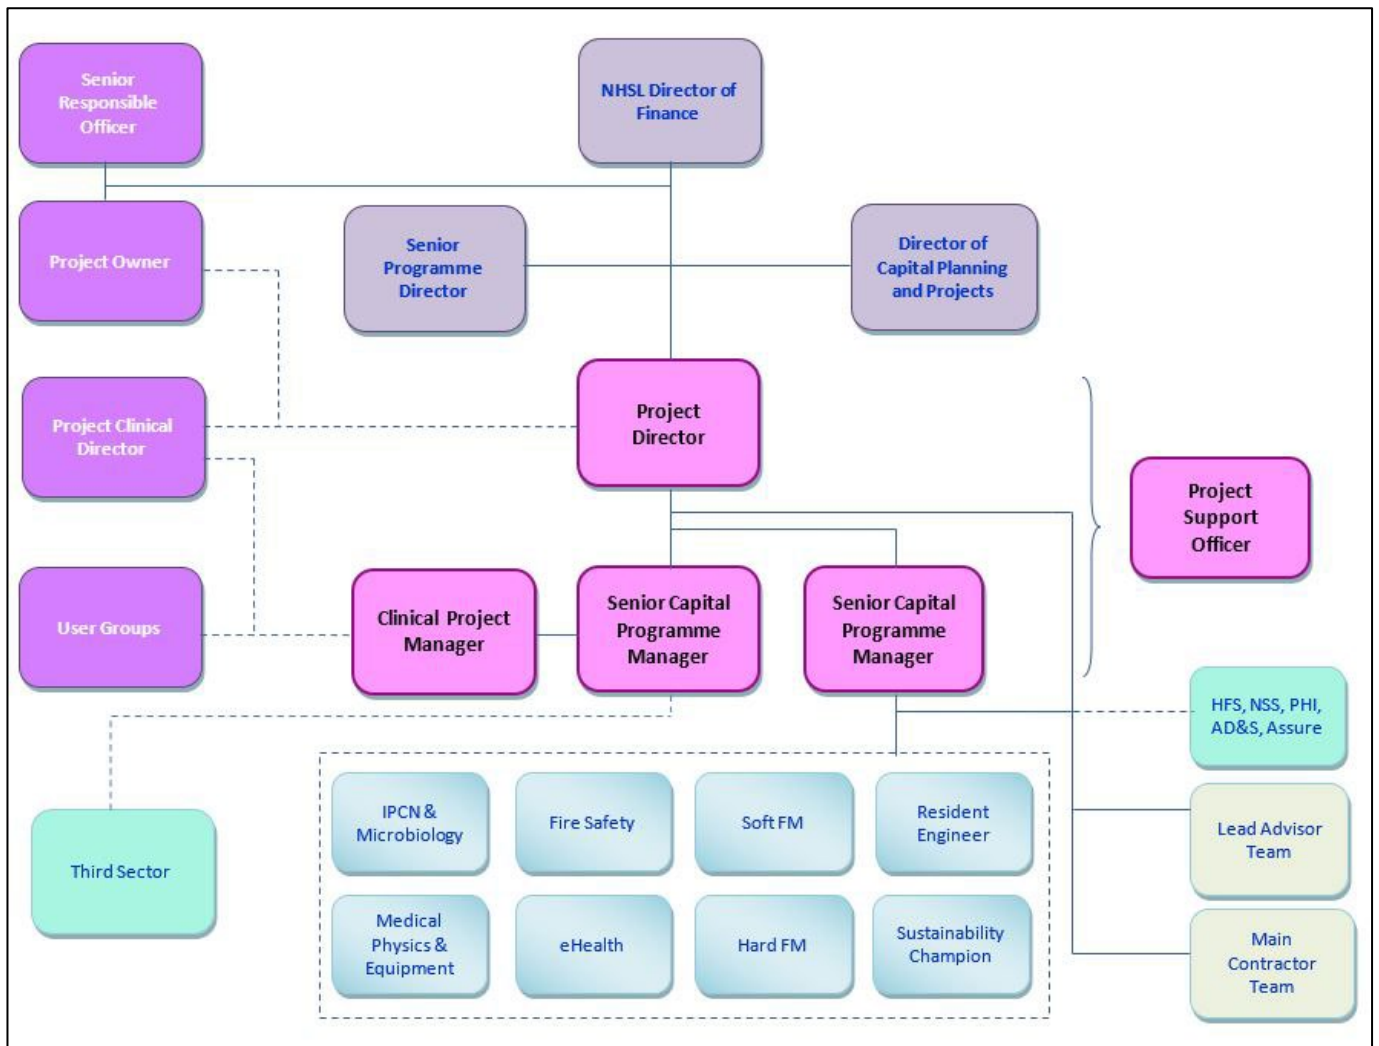 Senior
Responsible
Officer
NHSL Director of
Finance
Project Owner
Senior
Programme
Director
Director of
Capital Planning
and Projects
Project Clinical
Director
Project
Director
Project
Support
Officer
User Groups
Clinical Project
Manager
Senior Capital
Programme
Manager
Senior Capital
Programme
Manager
HFS, NSS, PHI,
AD&S, Assure
IPCN &
Microbiology
Fire Safety
Soft FM
Resident
Engineer
Lead Advisor
Team
Third Sector
Medical
Physics &
Equipment
eHealth
Hard FM
Sustainability
Champion
Main
Contractor
Team